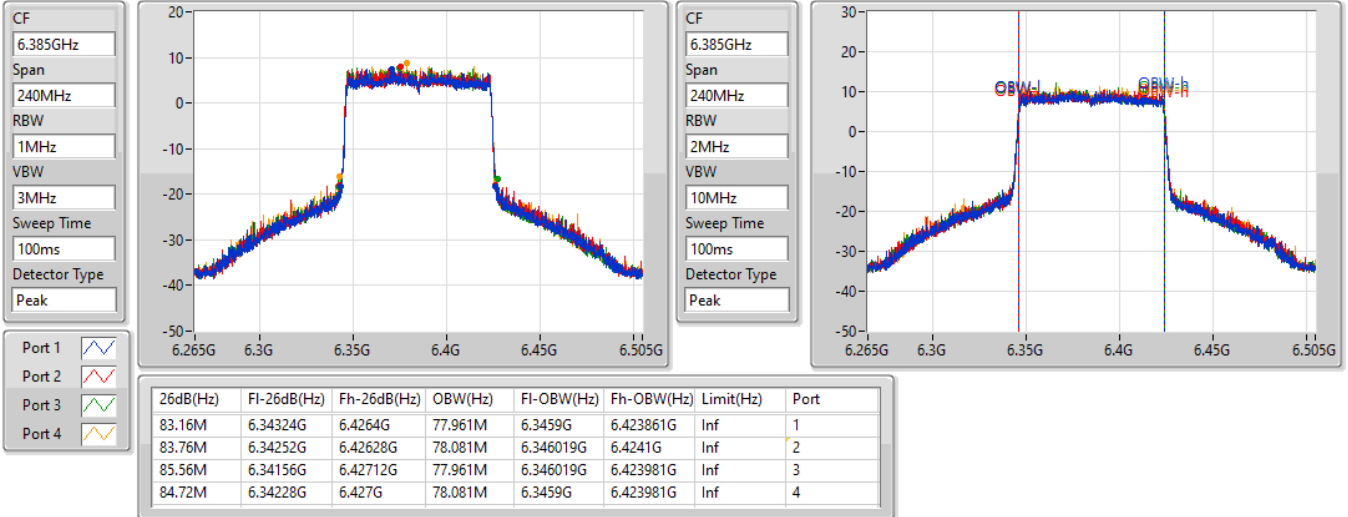 CF
6.385GHz
Span
240MHz
RBW
1MHz
VBW
3MHz
Sweep Time
100ms
Detector Type
Peak
20
10
0
-10
-20
-30
-40
-50
6.265G 6.3G 6.35G 6.4G 6.45G 6.505G
CF
6.385GHz
Span
240MHz
RBW
2MHz
VBW
10MHz
Sweep Time
100ms
Detector Type
Peak
30
20
10
0
-10
-20
-30
-40
-50
OBW-l OBW-h
6.265G 6.3G 6.35G 6.4G 6.45G 6.505G
Port 1
Port 2
Port 3
Port 4
26dB(Hz) Fl-26dB(Hz) Fh-26dB(Hz) OBW(Hz) Fl-OBW(Hz) Fh-OBW(Hz) Limit(Hz) Port
83.16M 6.34324G 6.4264G 77.961M 6.3459G 6.423861G Inf 1
83.76M 6.34252G 6.42628G 78.081M 6.346019G 6.4241G Inf 2
85.56M 6.34156G 6.42712G 77.961M 6.346019G 6.423981G Inf 3
84.72M 6.34228G 6.427G 78.081M 6.3459G 6.423981G Inf 4